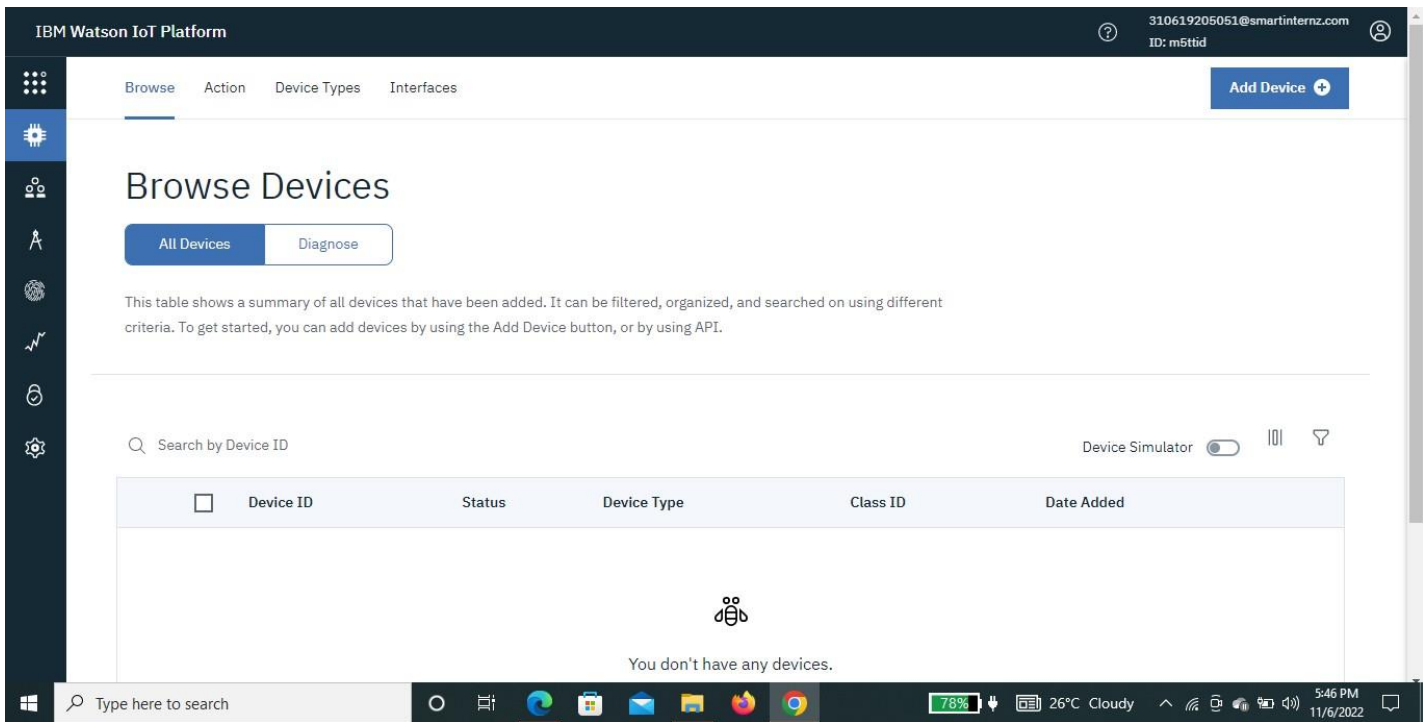 IBM Watson IoT Platform
310619205051@smartinternz.com
ID: m5ttid
Browse Action Device Types Interfaces
Add Device
Browse Devices
All Devices Diagnose
This table shows a summary of all devices that have been added. It can be filtered, organized, and searched on using different
criteria. To get started, you can add devices by using the Add Device button, or by using API.
Search by Device ID
Device Simulator
Device ID Status Device Type Class ID Date Added
You don't have any devices.
Type here to search
78%
26°C Cloudy
5:46 PM
11/6/2022